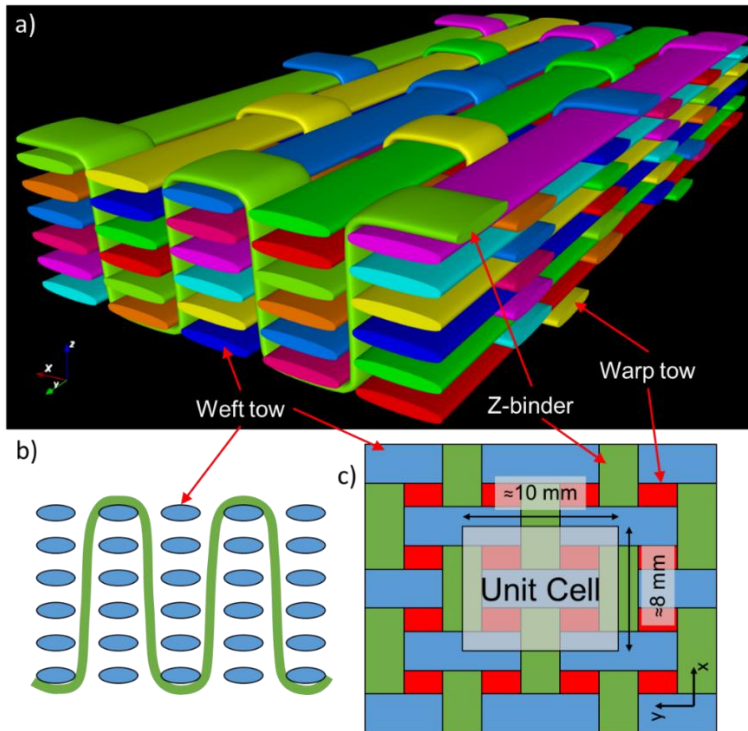 a)
z
x
y
Weft tow
Z-binder
Warp tow
b)
c)
≈10 mm
Unit Cell
≈8 mm
x
y